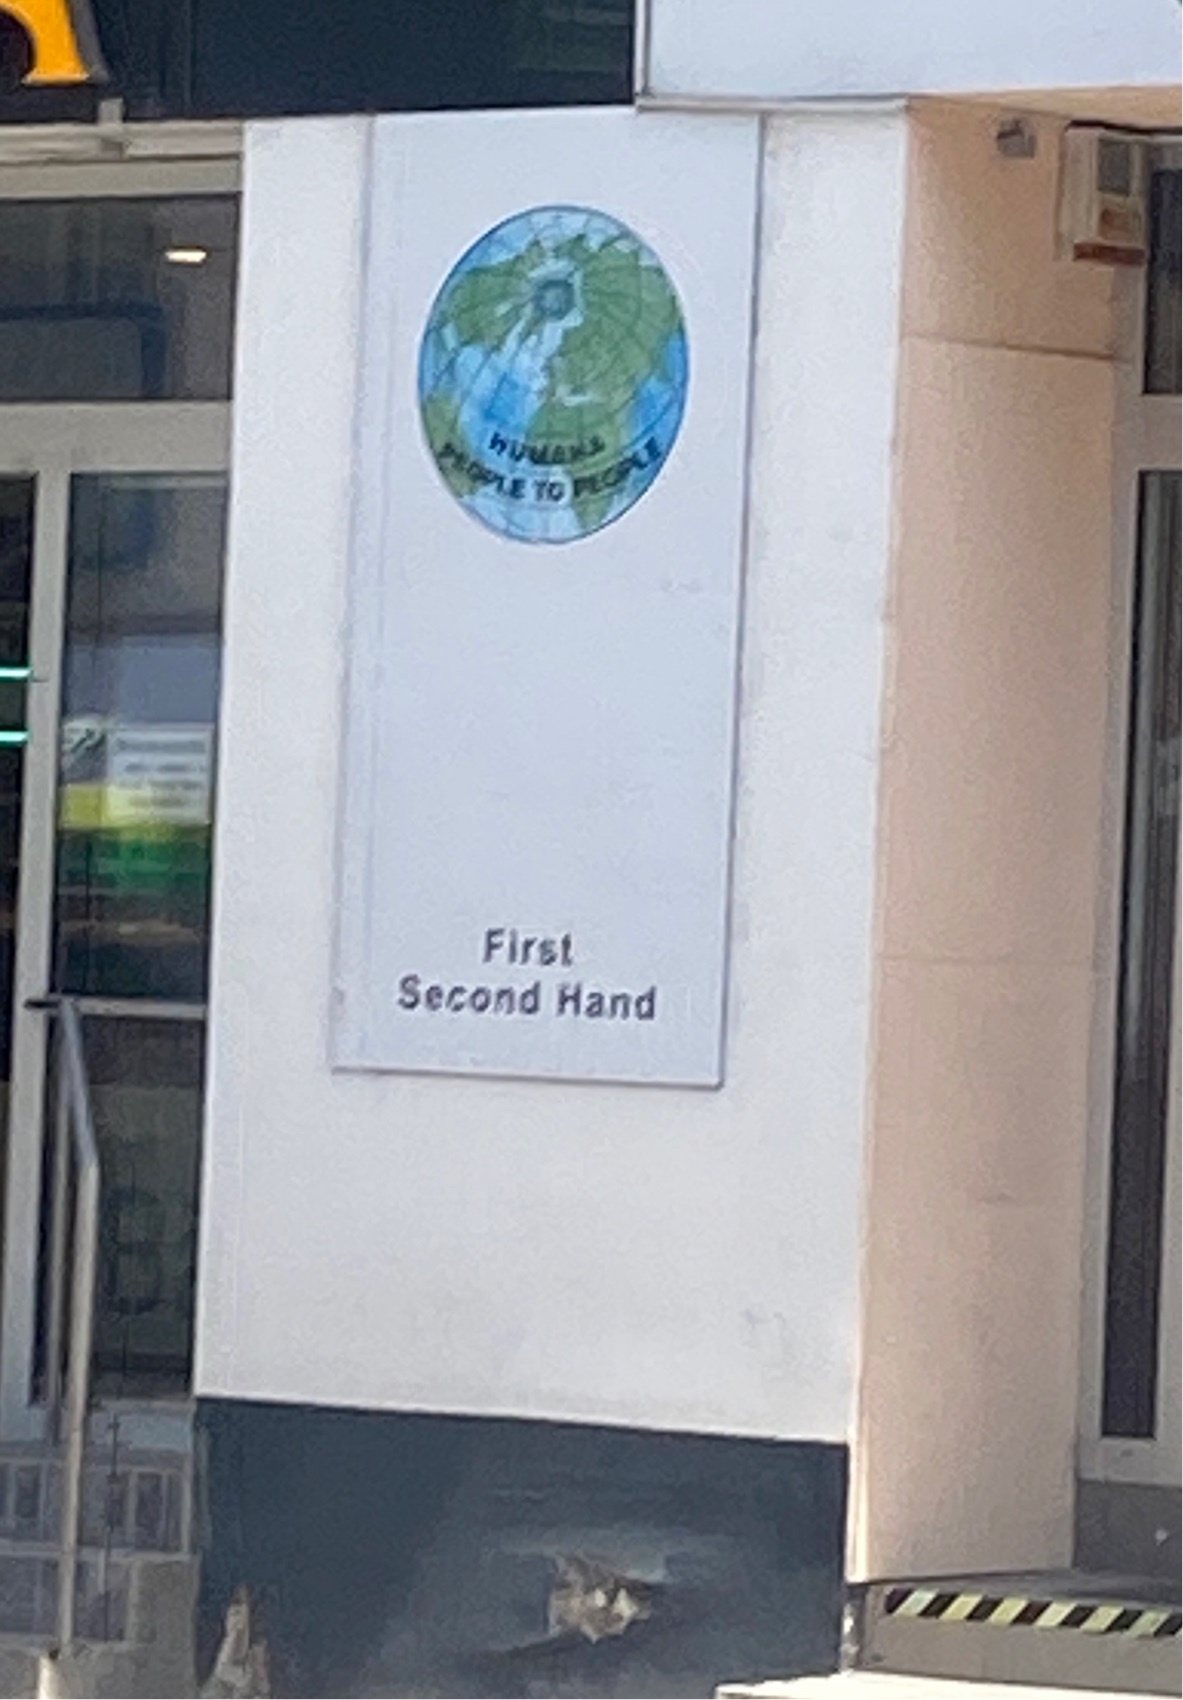 HUMANA
PEOPLE TO PEOPLE
First
Second Hand